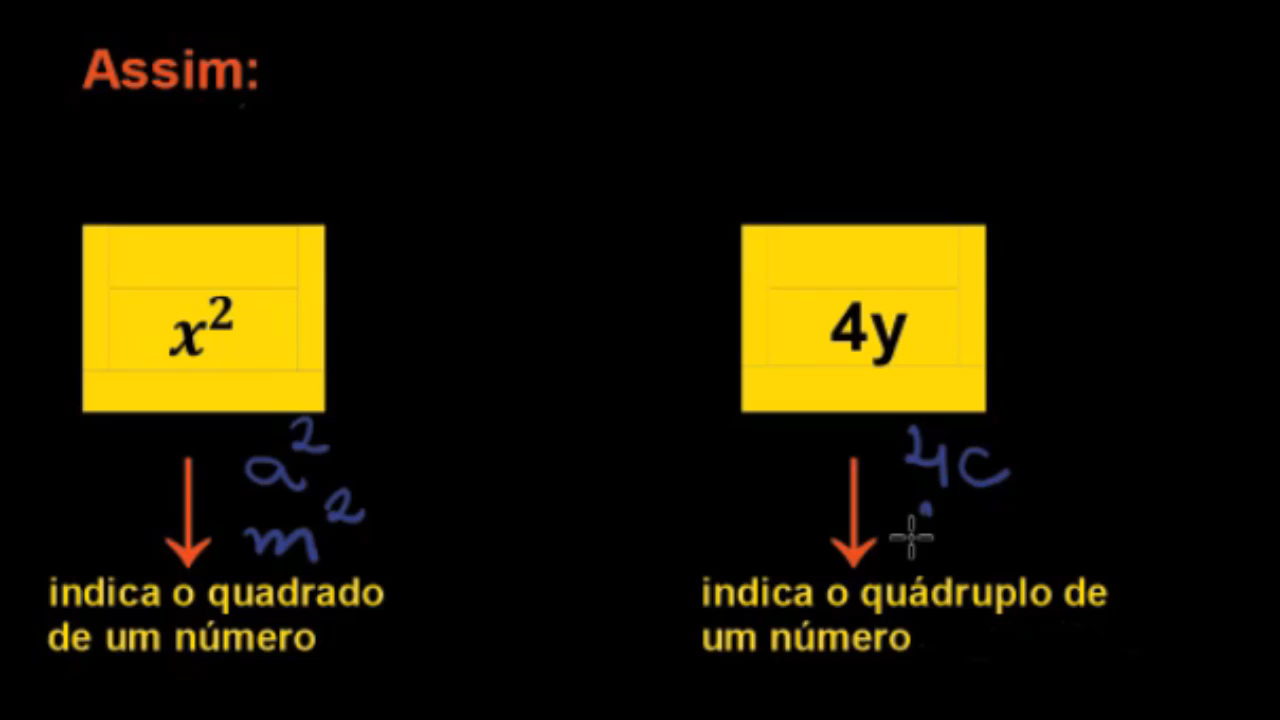 Assim:
x²
4y
a²
m²
4c
indica o quadrado
de um número
indica o quádruplo de
um número